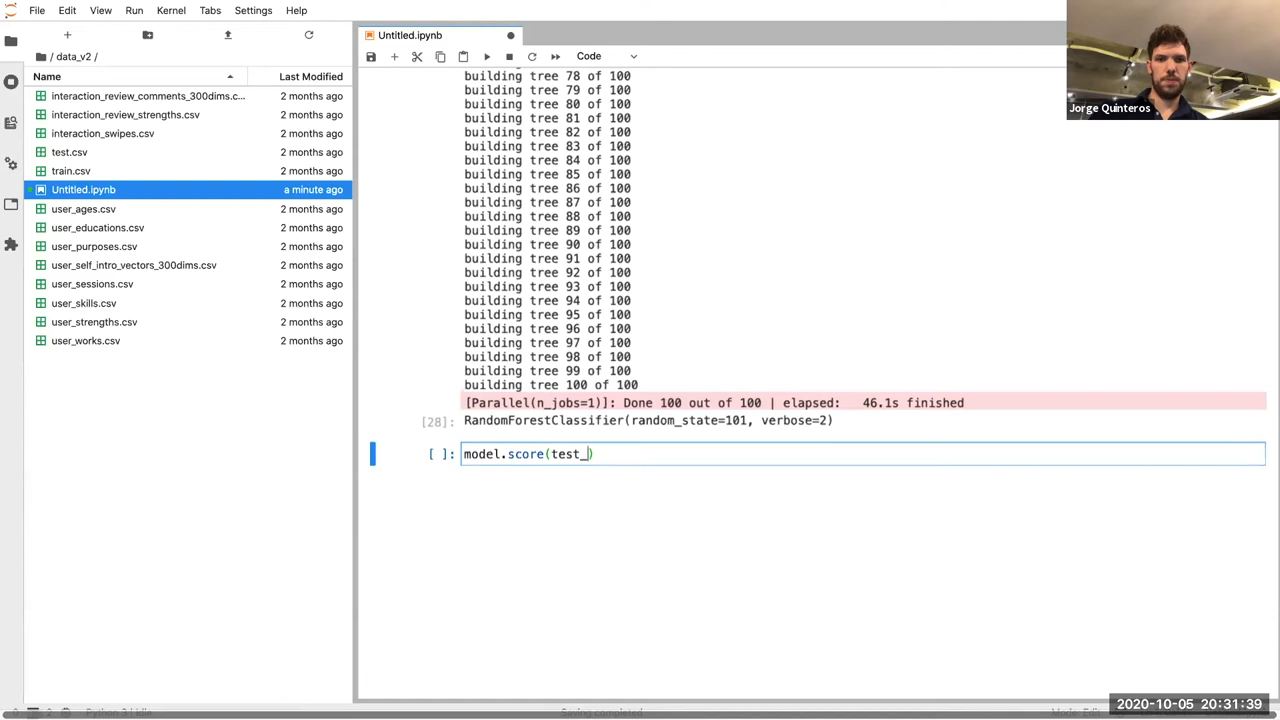 File Edit View Run Kernel Tabs Settings Help
/ data_v2 /
Name Last Modified
interaction_review_comments_300dims.c... 2 months ago
interaction_review_strengths.csv 2 months ago
interaction_swipes.csv 2 months ago
test.csv 2 months ago
train.csv 2 months ago
Untitled.ipynb a minute ago
user_ages.csv 2 months ago
user_educations.csv 2 months ago
user_purposes.csv 2 months ago
user_self_intro_vectors_300dims.csv 2 months ago
user_sessions.csv 2 months ago
user_skills.csv 2 months ago
user_strengths.csv 2 months ago
user_works.csv 2 months ago
Untitled.ipynb
Code
building tree 78 of 100
building tree 79 of 100
building tree 80 of 100
building tree 81 of 100
building tree 82 of 100
building tree 83 of 100
building tree 84 of 100
building tree 85 of 100
building tree 86 of 100
building tree 87 of 100
building tree 88 of 100
building tree 89 of 100
building tree 90 of 100
building tree 91 of 100
building tree 92 of 100
building tree 93 of 100
building tree 94 of 100
building tree 95 of 100
building tree 96 of 100
building tree 97 of 100
building tree 98 of 100
building tree 99 of 100
building tree 100 of 100
[Parallel(n_jobs=1)]: Done 100 out of 100 | elapsed: 46.1s finished
[28]: RandomForestClassifier(random_state=101, verbose=2)
[ ]: model.score(test_)
Jorge Quinteros
Python 3 | Idle
Saving completed
Mode: Edit
2020-10-05 20:31:39